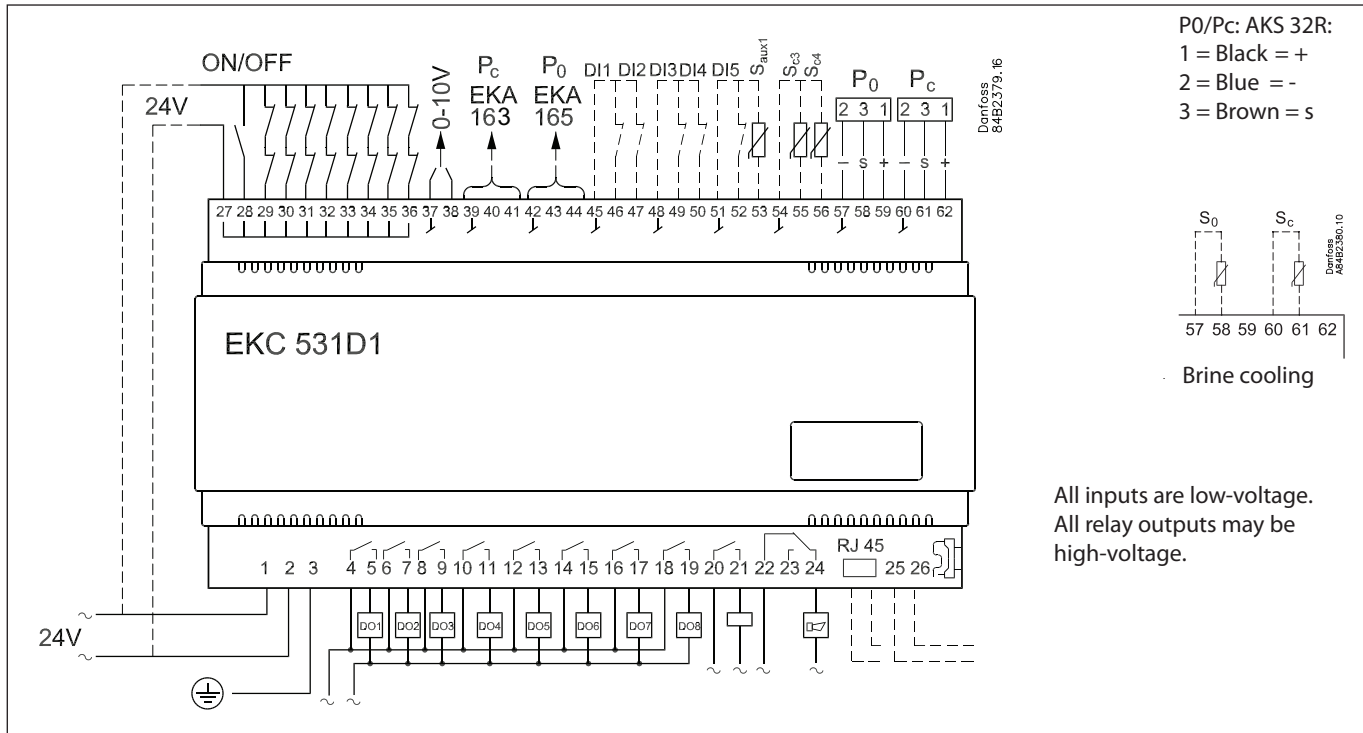 P0/Pc: AKS 32R:
1 = Black = +
2 = Blue = -
3 = Brown = s
ON/OFF
24V
0-10V
Pc
EKA
163
P0
EKA
165
DI1 DI2 DI3 DI4 DI5 Saux1 Sc3 Sc4
P0 Pc
2 3 1 2 3 1
– s + – s +
Danfoss
84B2379.16
27 28 29 30 31 32 33 34 35 36 37 38 39 40 41 42 43 44 45 46 47 48 49 50 51 52 53 54 55 56 57 58 59 60 61 62
S0 Sc
Danfoss
A84B2380.10
57 58 59 60 61 62
Brine cooling
EKC 531D1
All inputs are low-voltage.
All relay outputs may be
high-voltage.
RJ 45
1 2 3 4 5 6 7 8 9 10 11 12 13 14 15 16 17 18 19 20 21 22 23 24 25 26
DO1 DO2 DO3 DO4 DO5 DO6 DO7 DO8
24V